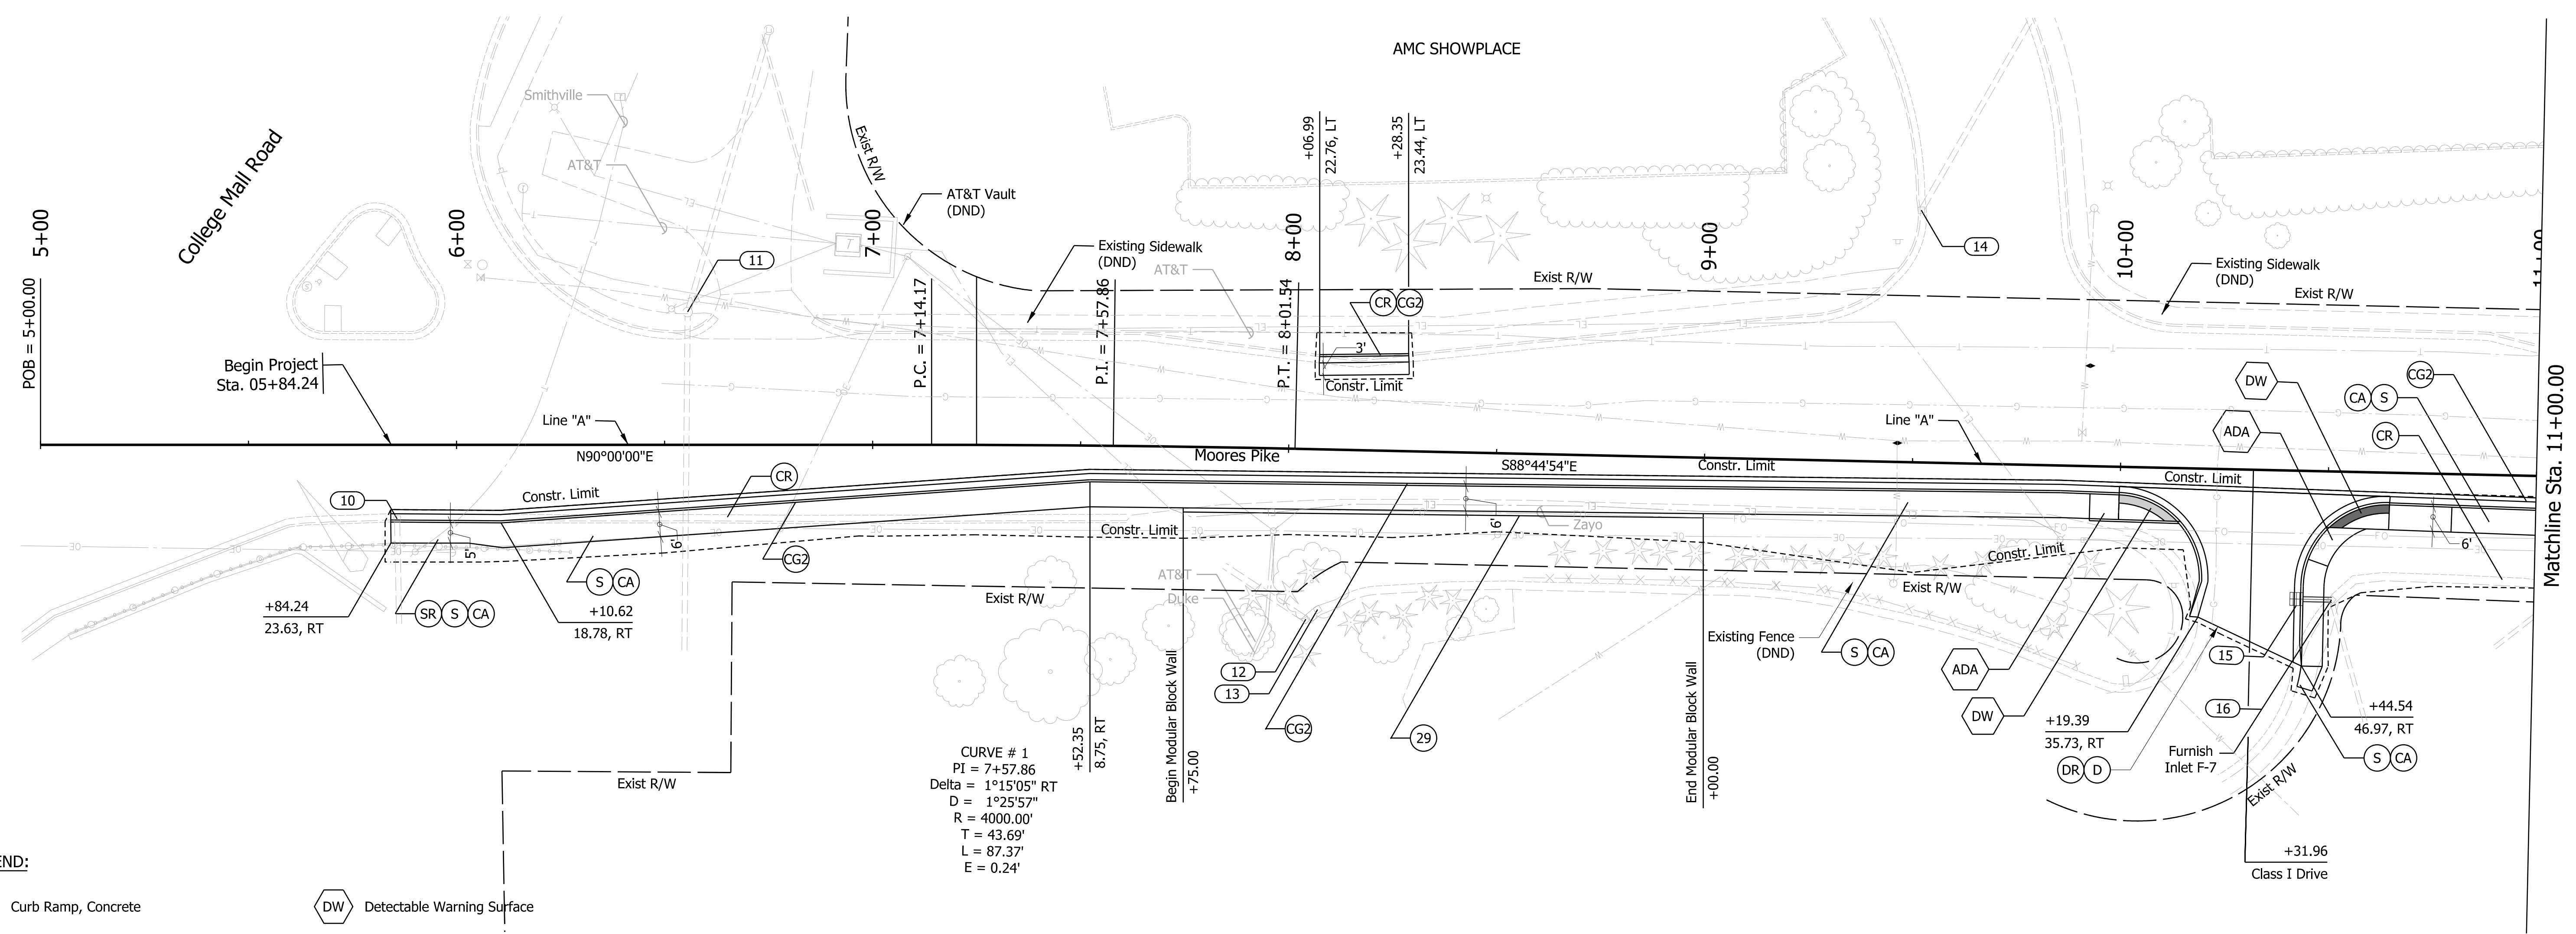 AMC SHOWPLACE
College Mall Road
Smithville
AT&T
Exist R/W
AT&T Vault
(DND)
Existing Sidewalk
(DND)
AT&T
+06.99
22.76, LT
+28.35
23.44, LT
5+00
6+00
7+00
8+00
9+00
10+00
11+00
11
14
Exist R/W
Existing Sidewalk
(DND)
Exist R/W
POB = 5+00.00
Begin Project
Sta. 05+84.24
P.C. = 7+14.17
P.I. = 7+57.86
P.T. = 8+01.54
CR CG2
3'
Constr. Limit
DW
CG2
CA S
ADA
CR
Line "A"
N90°00'00"E
Moores Pike
S88°44'54"E
Constr. Limit
Line "A"
Constr. Limit
Matchline Sta. 11+00.00
10
Constr. Limit
CR
5'
6'
CG2
Constr. Limit
6'
Zayo
Constr. Limit
6'
S CA
+84.24
23.63, RT
SR S CA
+10.62
18.78, RT
Exist R/W
AT&T
Duke
Exist R/W
Existing Fence
(DND)
S CA
12
13
CG2
29
ADA
DW
15
16
+19.39
35.73, RT
DR D
Furnish
Inlet F-7
+44.54
46.97, RT
S CA
Exist R/W
Exist R/W
+52.35
8.75, RT
Begin Modular Block Wall
+75.00
End Modular Block Wall
+00.00
CURVE # 1
PI = 7+57.86
Delta = 1°15'05" RT
D = 1°25'57"
R = 4000.00'
T = 43.69'
L = 87.37'
E = 0.24'
+31.96
Class I Drive
END:
Curb Ramp, Concrete
DW Detectable Warning Surface